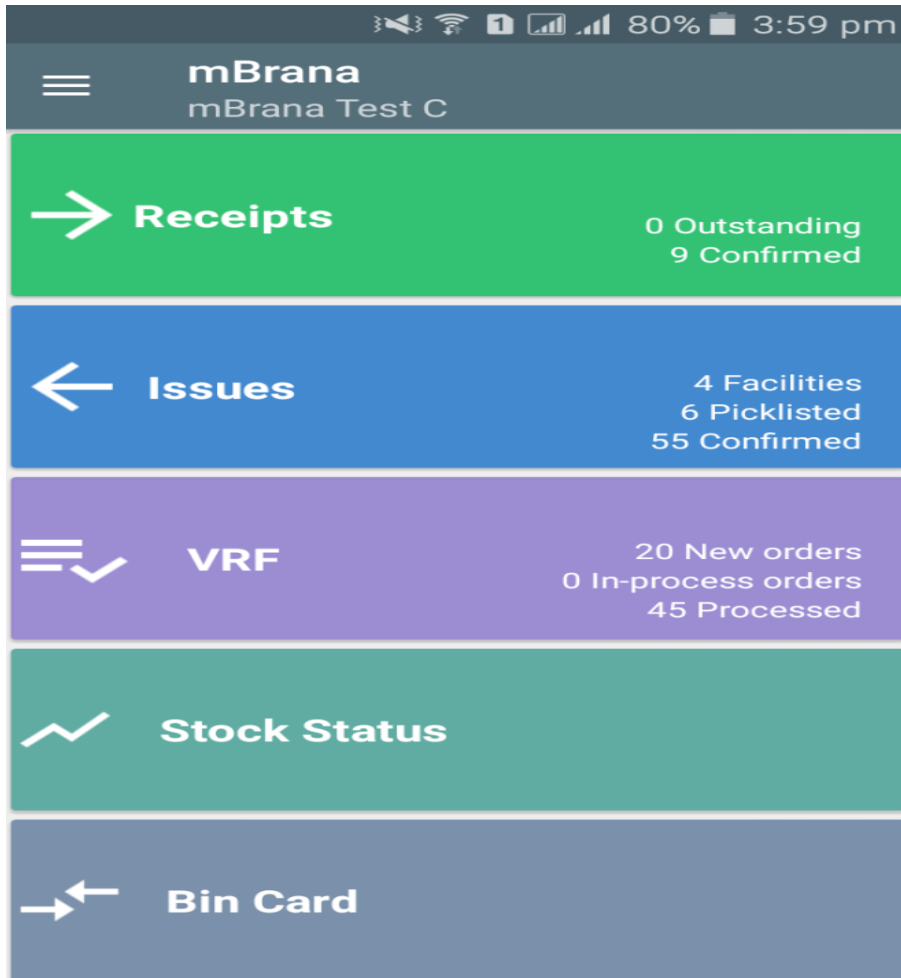 1 80% 3:59 pm
mBrana
mBrana Test C
Receipts
0 Outstanding
9 Confirmed
Issues
4 Facilities
6 Picklisted
55 Confirmed
VRF
20 New orders
0 In-process orders
45 Processed
Stock Status
Bin Card